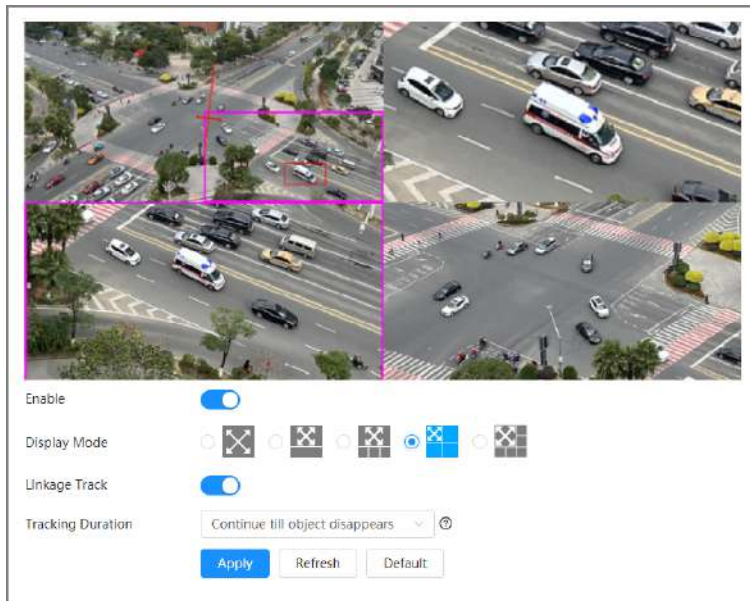 Enable
Display Mode
Linkage Track
Tracking Duration
Continue till object disappears
Apply
Refresh
Default